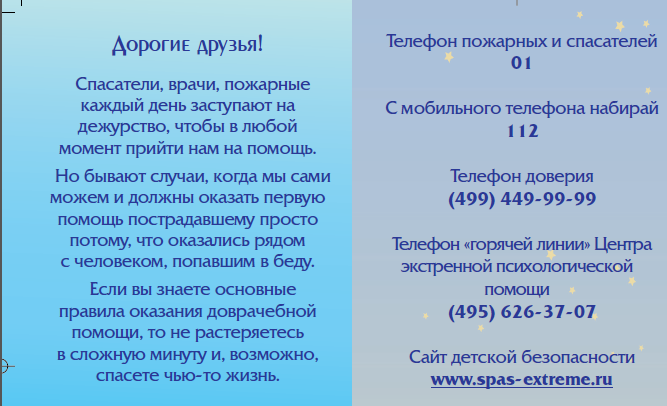 Дорогие друзья!
Спасатели, врачи, пожарные
каждый день заступают на
дежурство, чтобы в любой
момент прийти нам на помощь.
Но бывают случаи, когда мы сами
можем и должны оказать первую
помощь пострадавшему просто
потому, что оказались рядом
с человеком, попавшим в беду.
Если вы знаете основные
правила оказания доврачебной
помощи, то не растеряетесь
в сложную минуту и, возможно,
спасете чью-то жизнь.
Телефон пожарных и спасателей
01
С мобильного телефона набирай
112
Телефон доверия
(499) 449-99-99
Телефон «горячей линии» Центра
экстренной психологической
помощи
(495) 626-37-07
Сайт детской безопасности
www.spas-extreme.ru